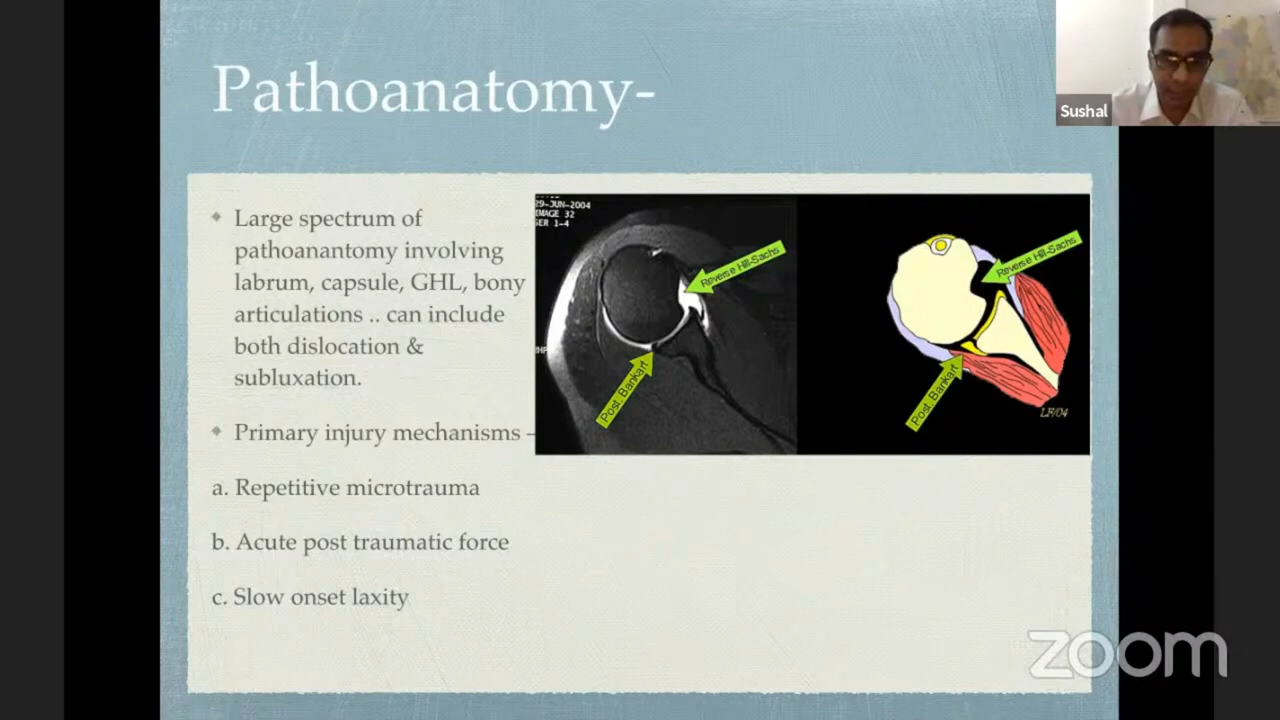 Pathoanatomy-
Sushal
Large spectrum of
pathoanantomy involving
labrum, capsule, GHL, bony
articulations .. can include
both dislocation &
subluxation.
Primary injury mechanisms -
a. Repetitive microtrauma
b. Acute post traumatic force
c. Slow onset laxity
29-JUN-2004
IMAGE 32
SER 1-4
Reverse Hill-Sachs
Post. Bankart
Reverse Hill-Sachs
Post. Bankart
LF/04
zoom